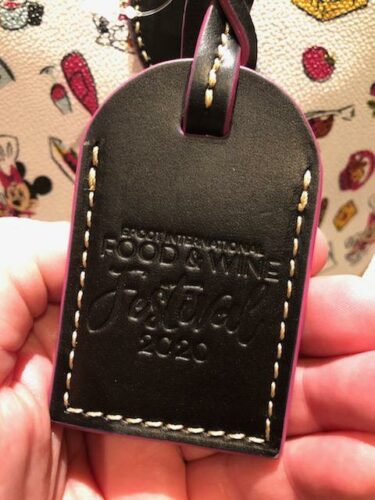 EPCOT INTERNATIONAL
FOOD & WINE
Festival
2020